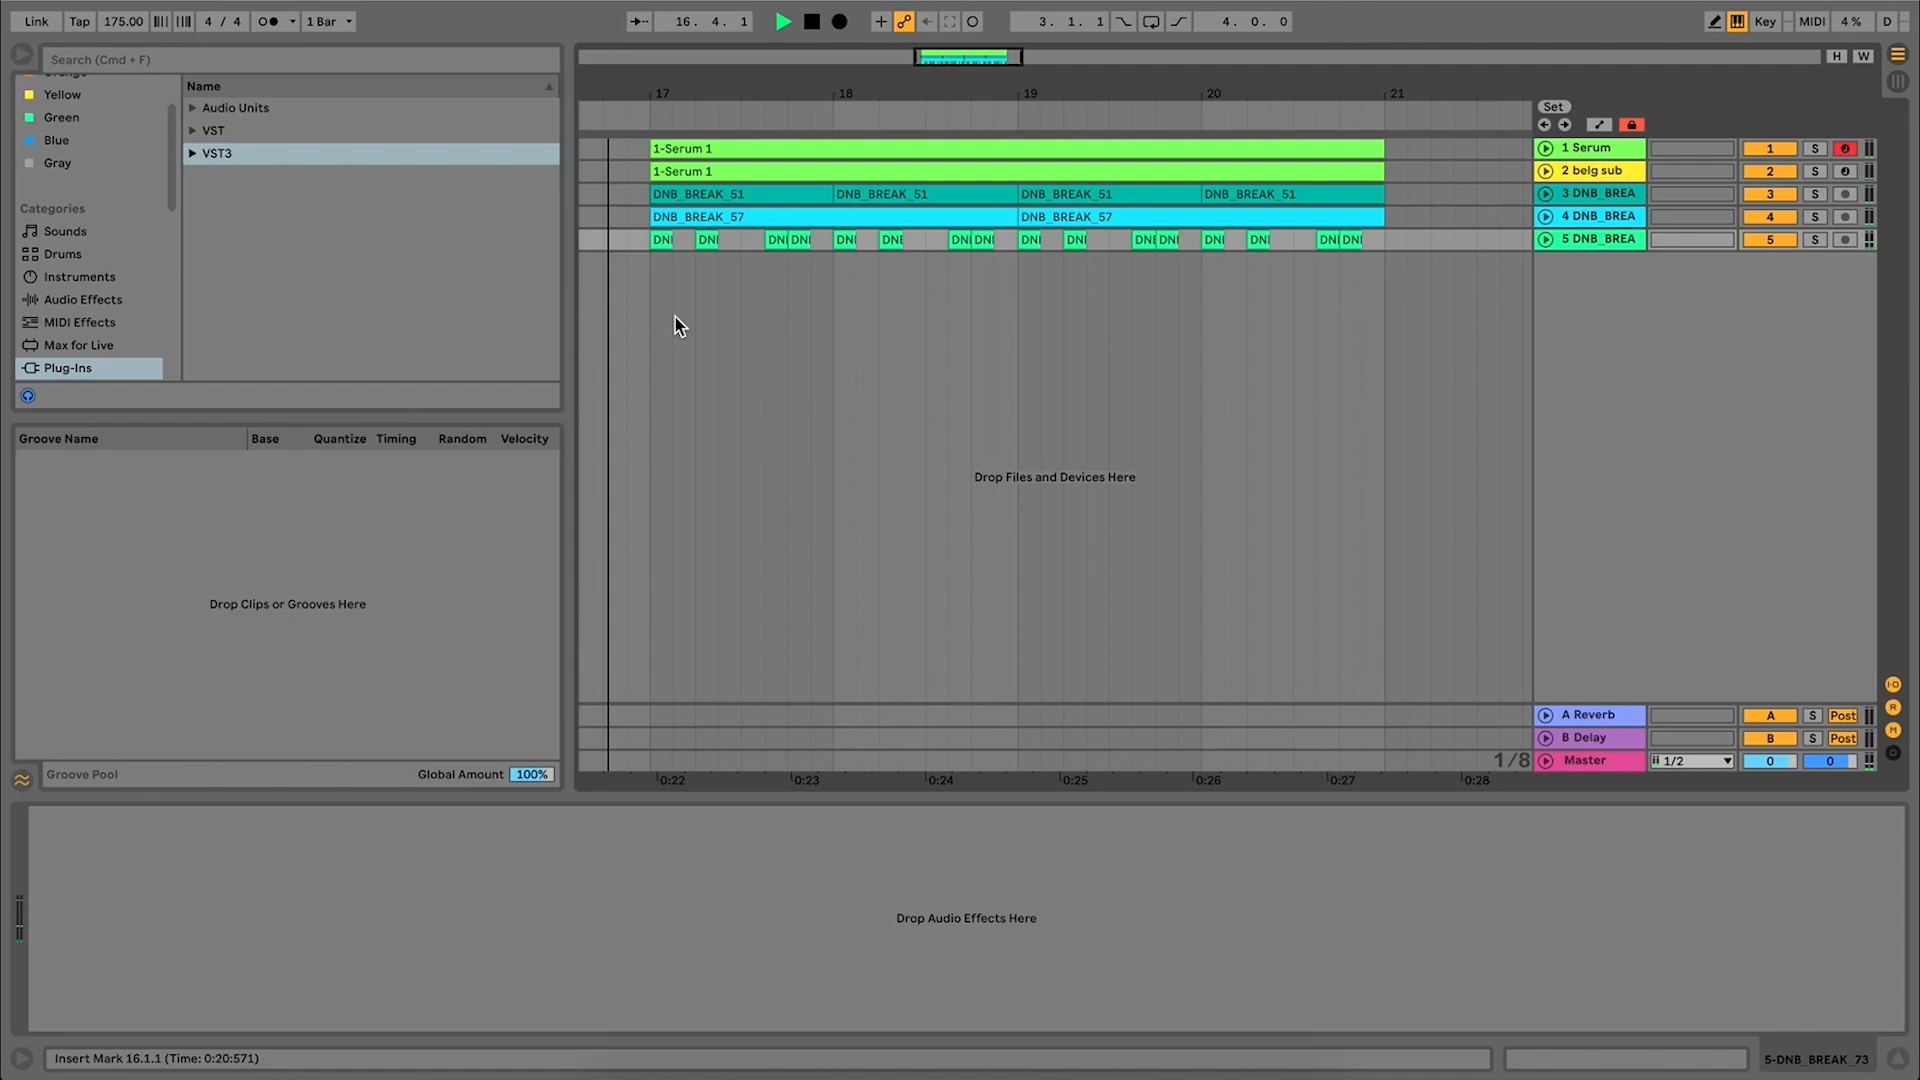 Link Tap 175.00 4 / 4 1 Bar 16. 4. 1 3. 1. 1 4. 0. 0 Key MIDI 4 % D
Search (Cmd + F)
H W
Name
Yellow
Green
Blue
Gray
Audio Units
VST
VST3
Categories
Sounds
Drums
Instruments
Audio Effects
MIDI Effects
Max for Live
Plug-Ins
17 18 19 20 21
Set
1-Serum 1
1 Serum 1 S
1-Serum 1
2 belg sub 2 S
DNB_BREAK_51 DNB_BREAK_51 DNB_BREAK_51 DNB_BREAK_51
3 DNB_BREA 3 S
DNB_BREAK_57 DNB_BREAK_57
4 DNB_BREA 4 S
5 DNB_BREA 5 S
Drop Files and Devices Here
Groove Name Base Quantize Timing Random Velocity
Drop Clips or Grooves Here
Groove Pool Global Amount 100%
A Reverb A S Post
B Delay B S Post
1/8 Master 1/2 0 0
0:22 0:23 0:24 0:25 0:26 0:27 0:28
I·O
R
M
D
Drop Audio Effects Here
Insert Mark 16.1.1 (Time: 0:20:571)
5-DNB_BREAK_73